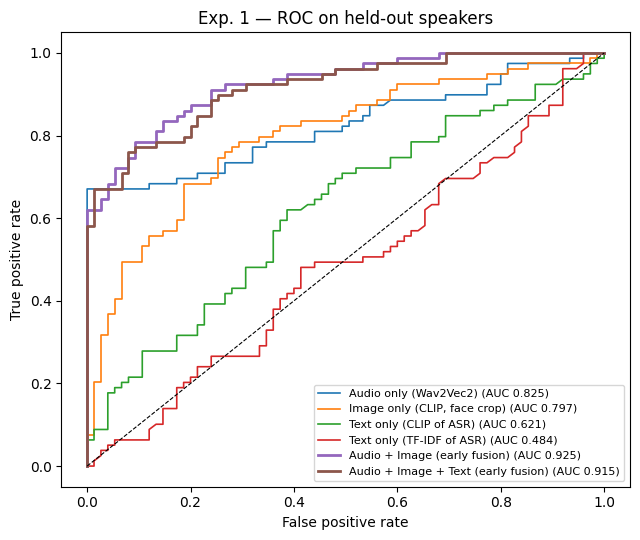 Exp. 1 — ROC on held-out speakers
True positive rate
1.0
0.8
0.6
0.4
0.2
0.0
Audio only (Wav2Vec2) (AUC 0.825)
Image only (CLIP, face crop) (AUC 0.797)
Text only (CLIP of ASR) (AUC 0.621)
Text only (TF-IDF of ASR) (AUC 0.484)
Audio + Image (early fusion) (AUC 0.925)
Audio + Image + Text (early fusion) (AUC 0.915)
0.0 0.2 0.4 0.6 0.8 1.0
False positive rate